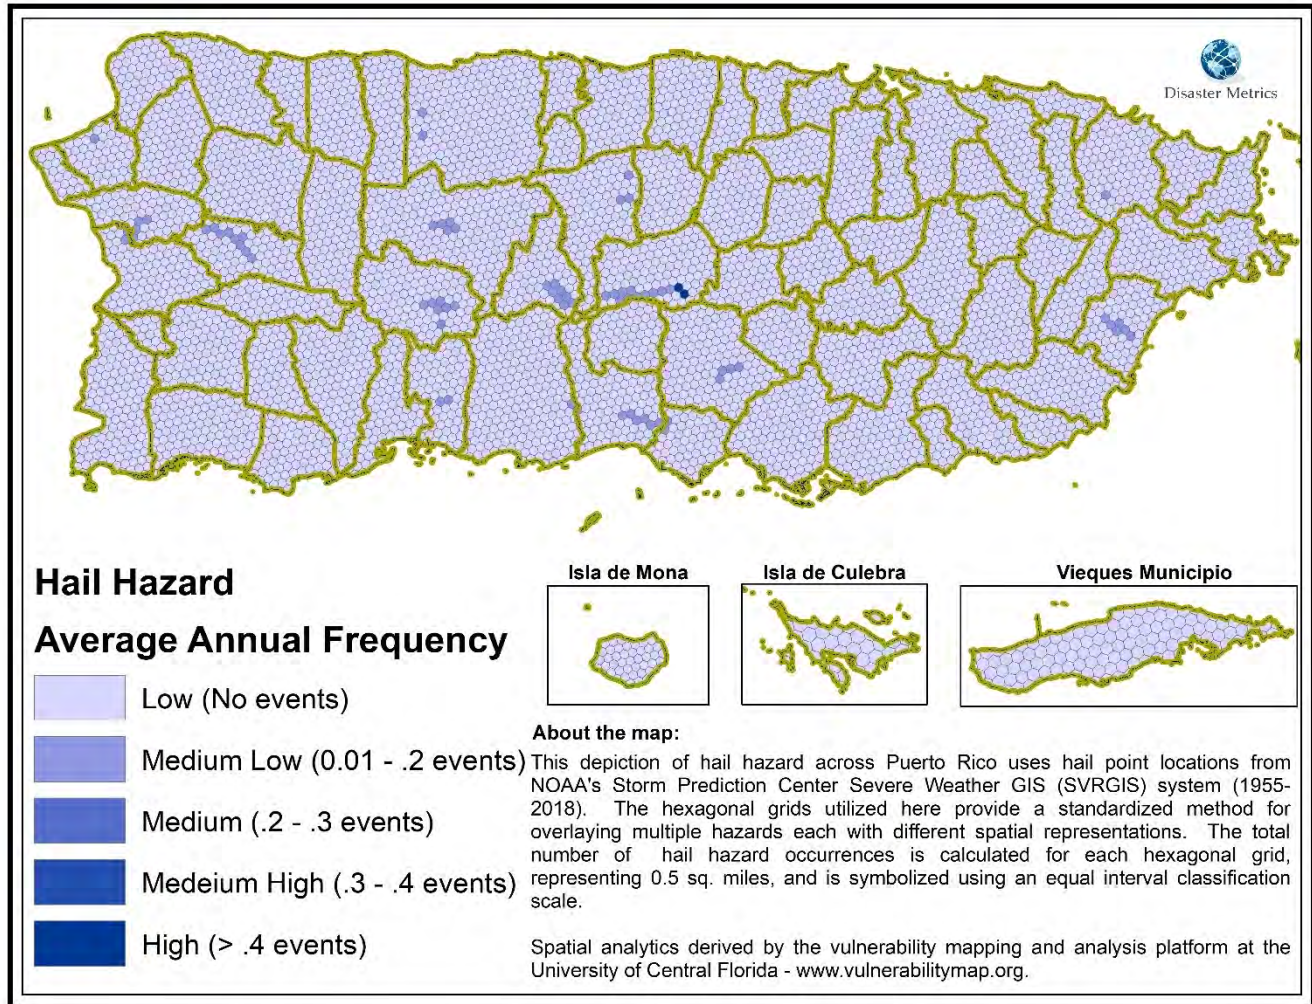 Disaster Metrics
Hail Hazard
Average Annual Frequency
Low (No events)
Medium Low (0.01 - .2 events)
Medium (.2 - .3 events)
Medeium High (.3 - .4 events)
High (> .4 events)
Isla de Mona
Isla de Culebra
Vieques Municipio
About the map:
This depiction of hail hazard across Puerto Rico uses hail point locations from
NOAA's Storm Prediction Center Severe Weather GIS (SVRGIS) system (1955-
2018). The hexagonal grids utilized here provide a standardized method for
overlaying multiple hazards each with different spatial representations. The total
number of hail hazard occurrences is calculated for each hexagonal grid,
representing 0.5 sq. miles, and is symbolized using an equal interval classification
scale.
Spatial analytics derived by the vulnerability mapping and analysis platform at the
University of Central Florida - www.vulnerabilitymap.org.